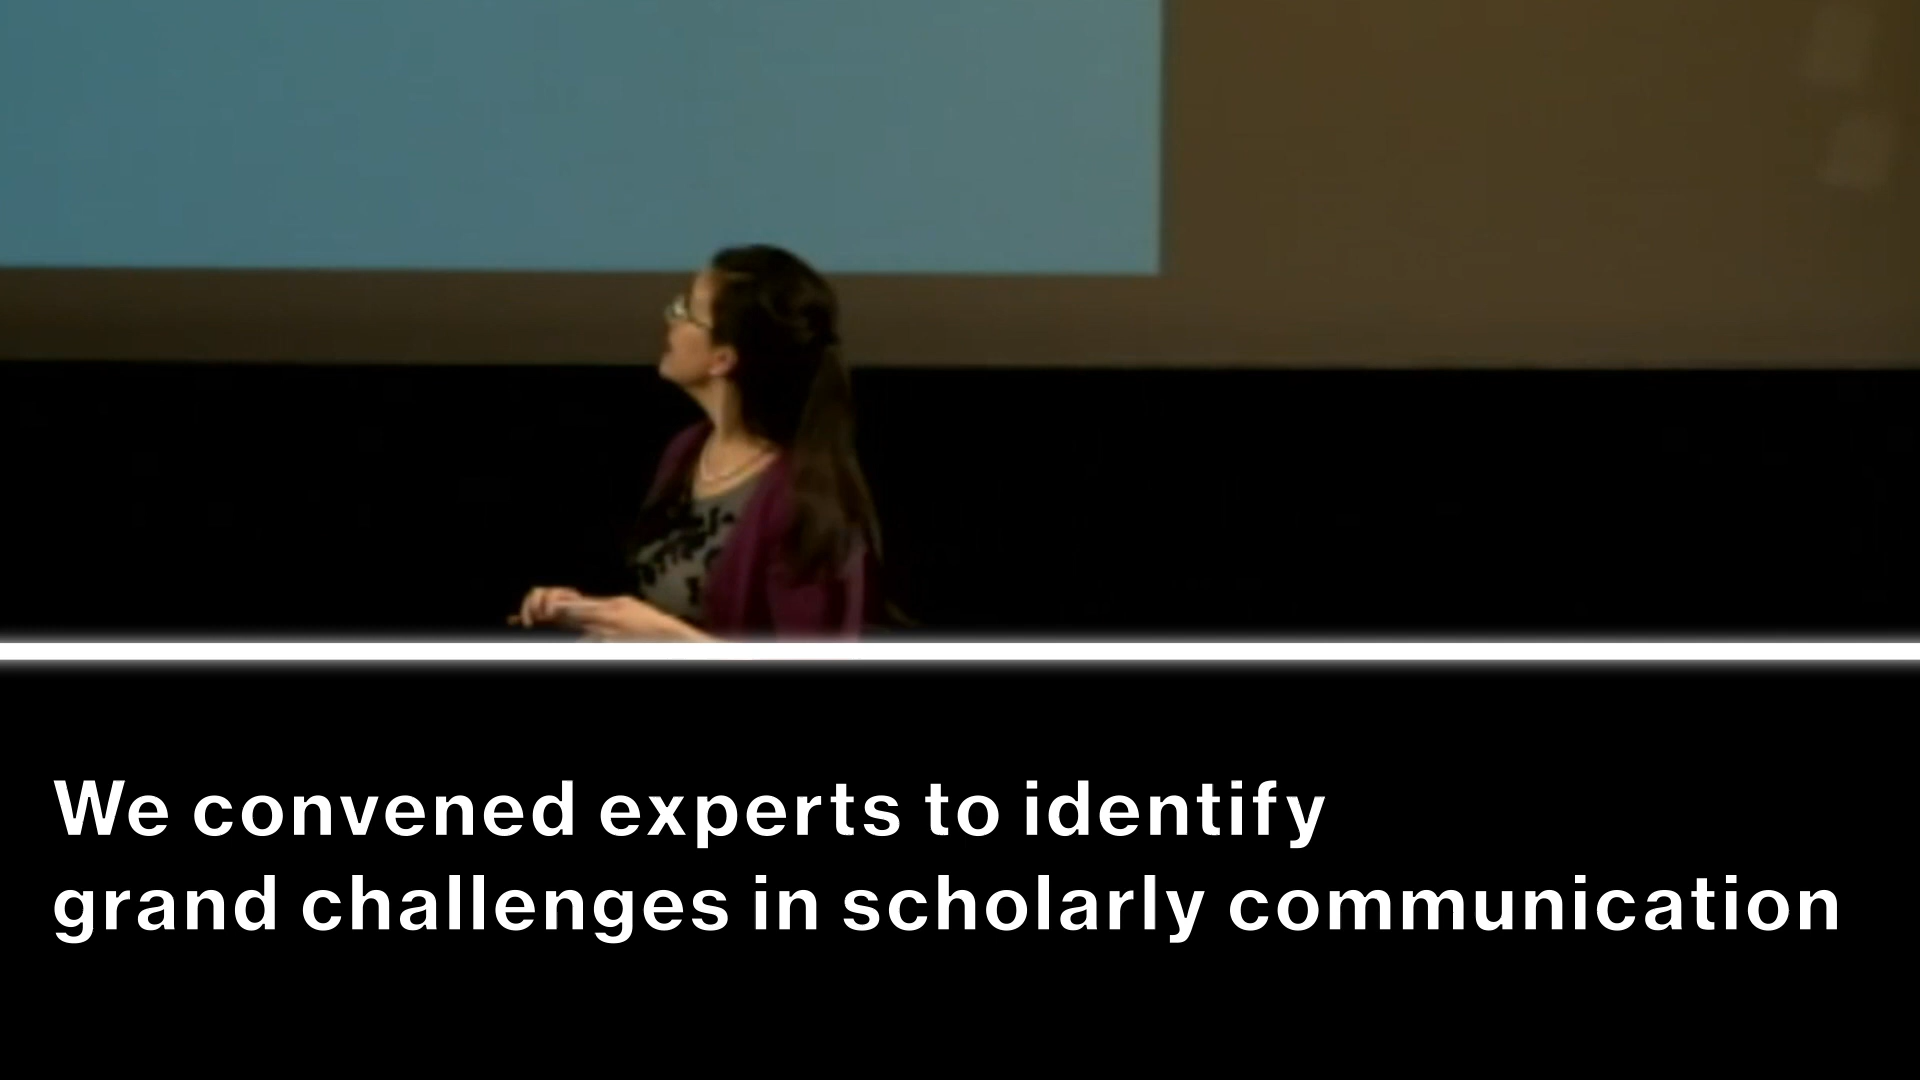 We convened experts to identify
grand challenges in scholarly communication